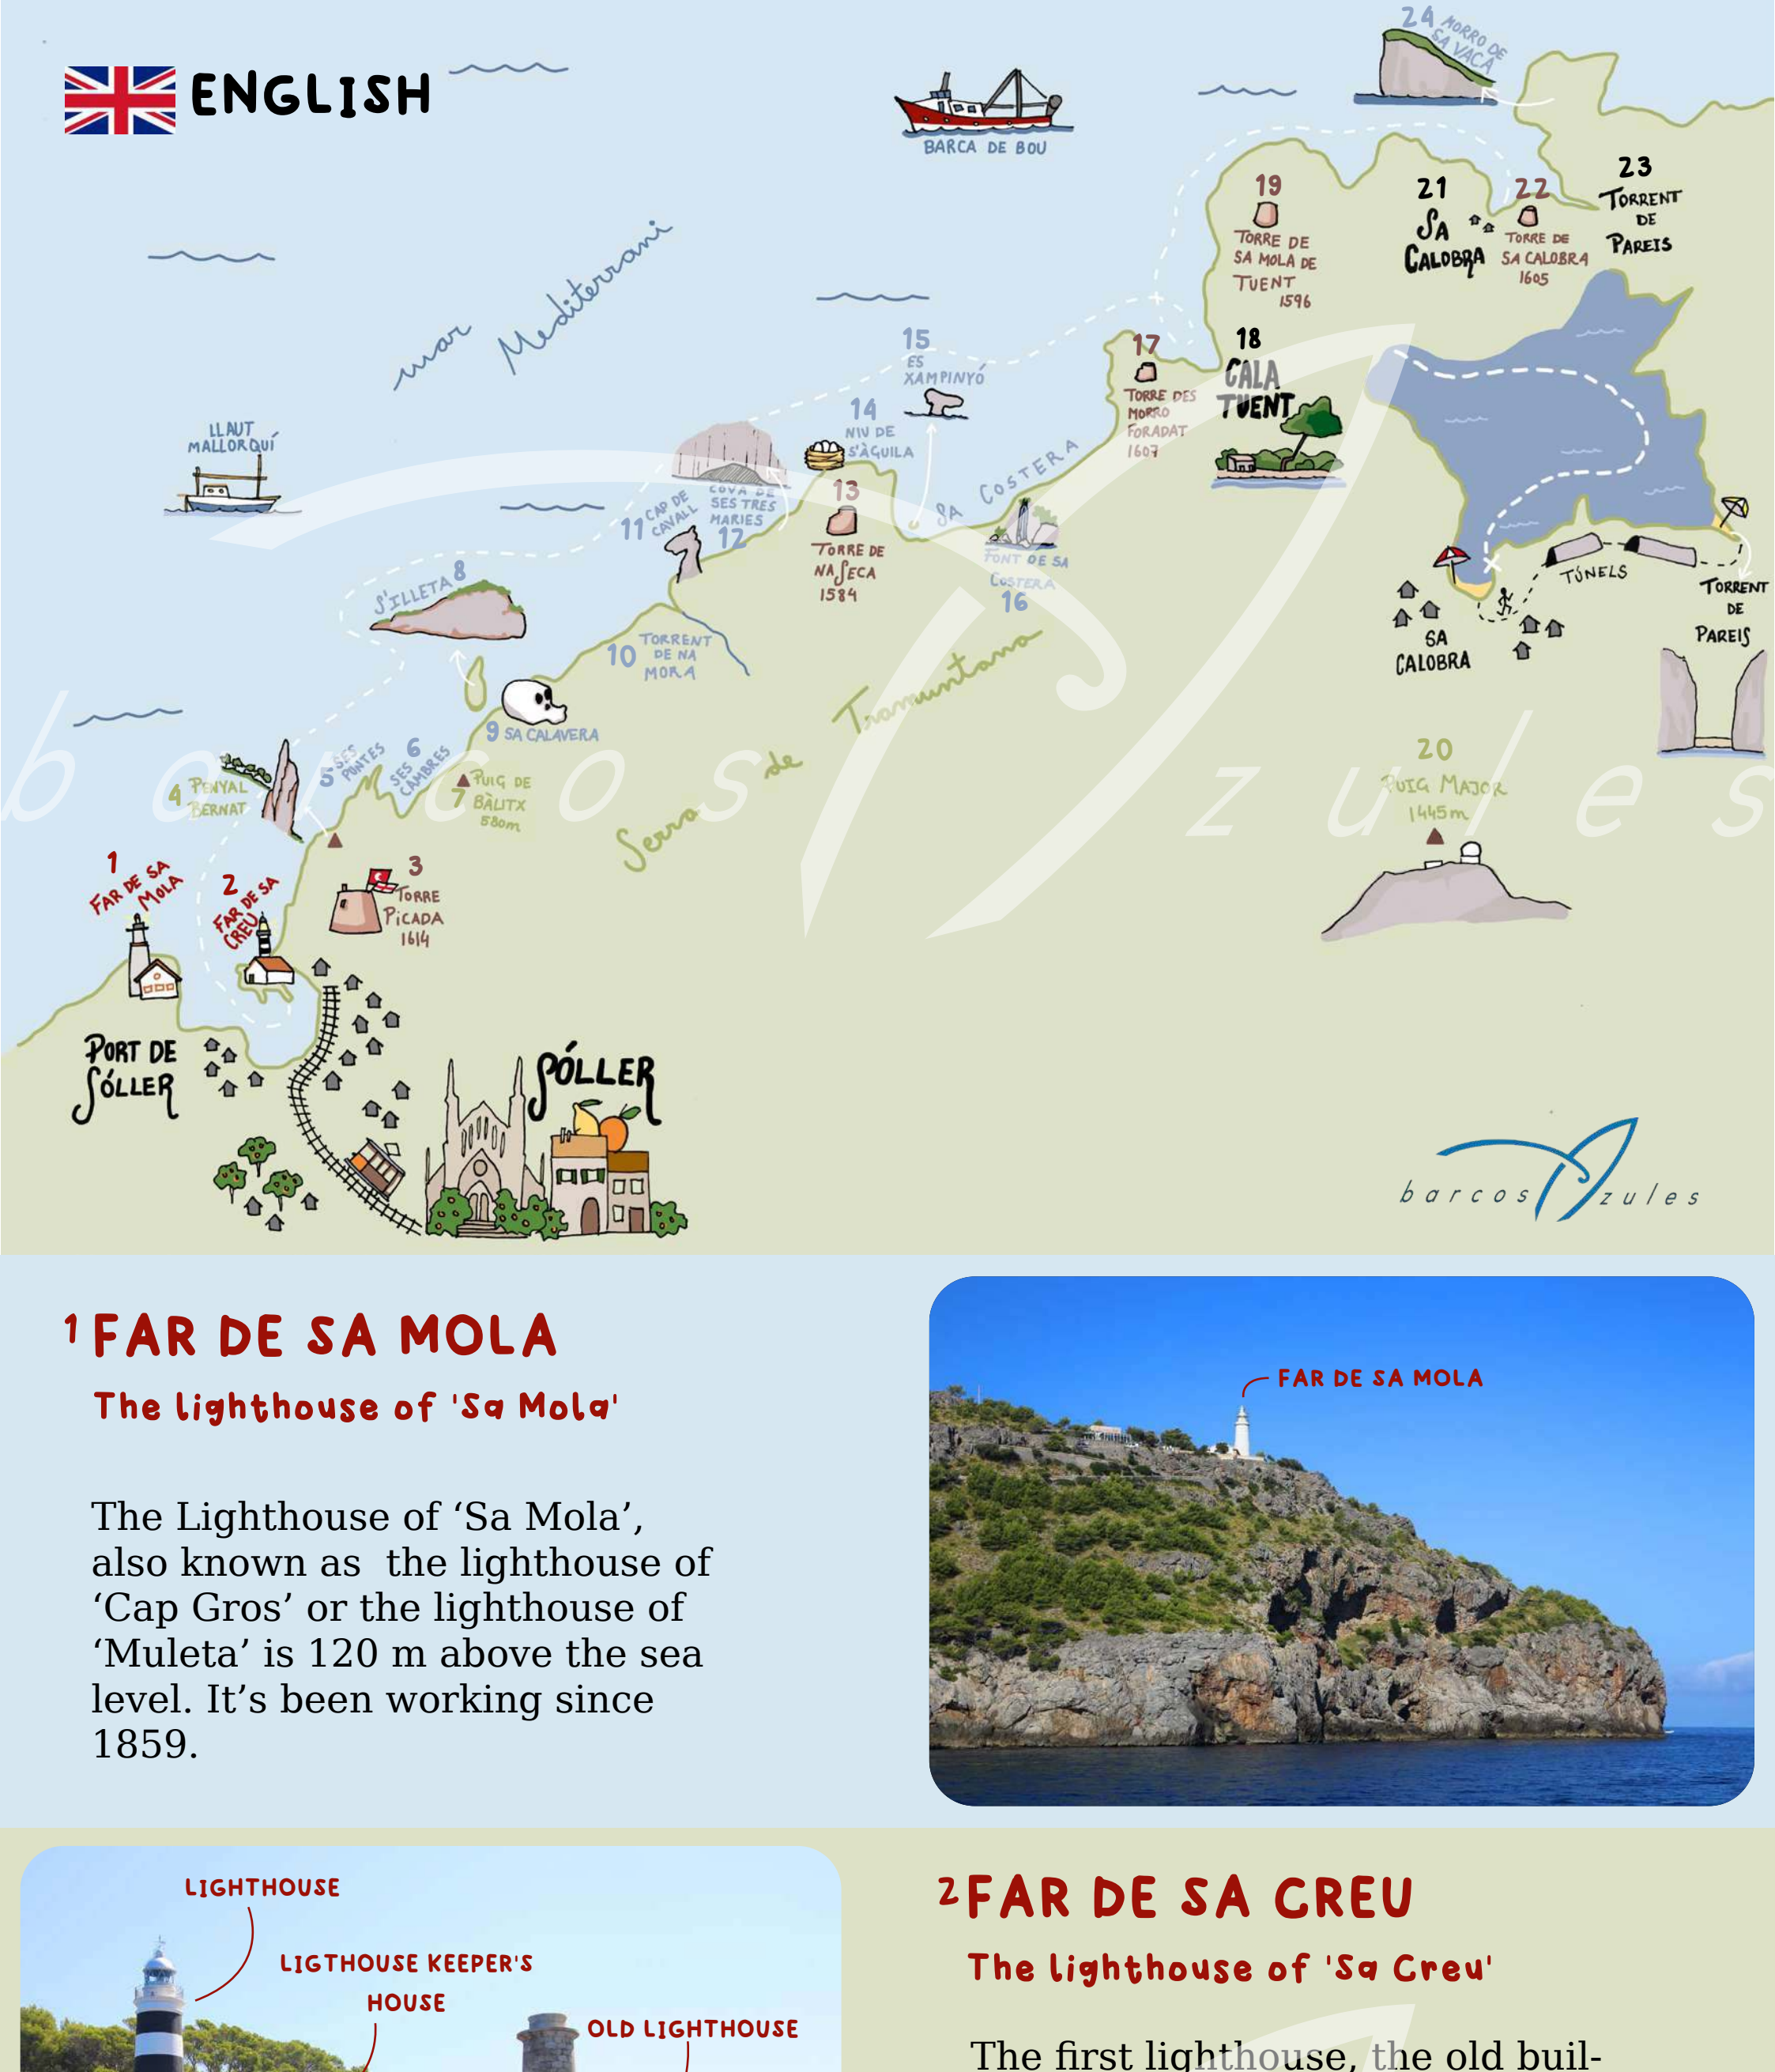 ENGLISH
24 MORRO DE
SA VACA
BARCA DE BOU
19
TORRE DE
SA MOLA DE
TUENT
1596
21
SA
CALOBRA
22
TORRE DE
SA CALOBRA
1605
23
TORRENT
DE
PAREIS
mar Mediterrani
15
ES
XAMPINYÓ
17
TORRE DES
MORRO
FORADAT
1607
18
CALA
TUENT
14
NIU DE
S'ÀGUILA
LLAUT
MALLORQUÍ
11 CAP DE
CAVALL
COVA DE
SES TRES
MARIES
12
13
TORRE DE
NA SECA
1584
SA COSTERA
FONT DE SA
COSTERA
16
TÚNELS
TORRENT
DE
PAREIS
SA
CALOBRA
S'ILLETA 8
10 TORRENT
DE NA
MORA
9 SA CALAVERA
Serra de Tramuntana
barcos Azules
4 PENYAL
BERNAT
5 SES
PUNTES
6
SES
CAMBRES
7 PUIG DE
BÀLITX
580m
20
PUIG MAJOR
1445m
1
FAR DE SA
MOLA
2
FAR DE SA
CREU
3
TORRE
PICADA
1614
PORT DE
SÓLLER
SÓLLER
barcos Azules
1 FAR DE SA MOLA
The lighthouse of 'Sa Mola'
The Lighthouse of ‘Sa Mola’,
also known as  the lighthouse of
‘Cap Gros’ or the lighthouse of
‘Muleta’ is 120 m above the sea
level. It’s been working since
1859.
FAR DE SA MOLA
LIGHTHOUSE
LIGTHOUSE KEEPER'S
HOUSE
OLD LIGHTHOUSE
2 FAR DE SA CREU
The lighthouse of 'Sa Creu'
The first lighthouse, the old buil-